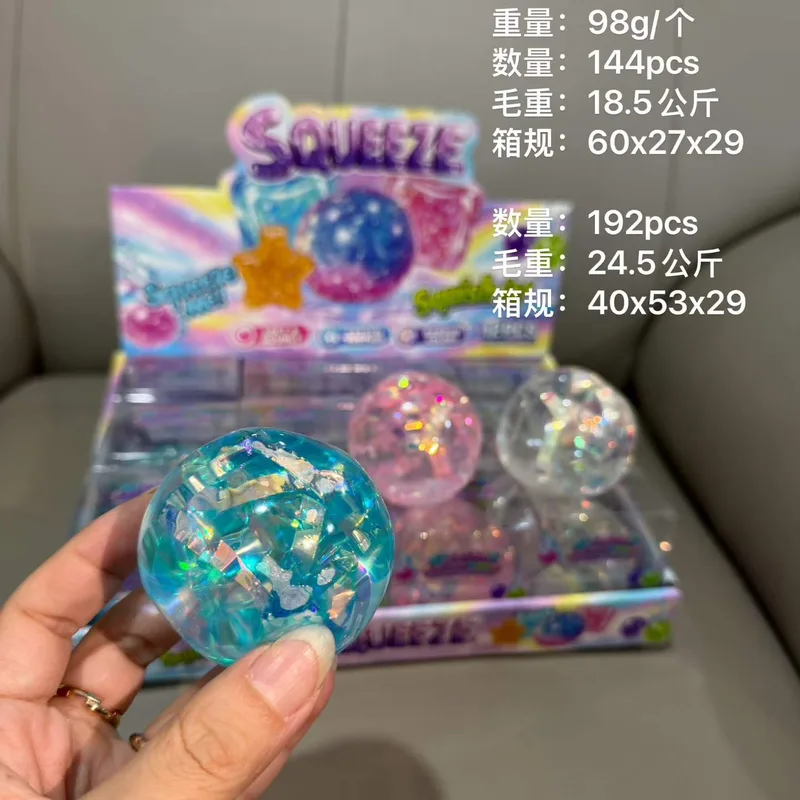 重量：98g/个
数量：144pcs
毛重：18.5公斤
箱规：60x27x29
数量：192pcs
毛重：24.5公斤
箱规：40x53x29
SQUEEZE
SQUEEZE